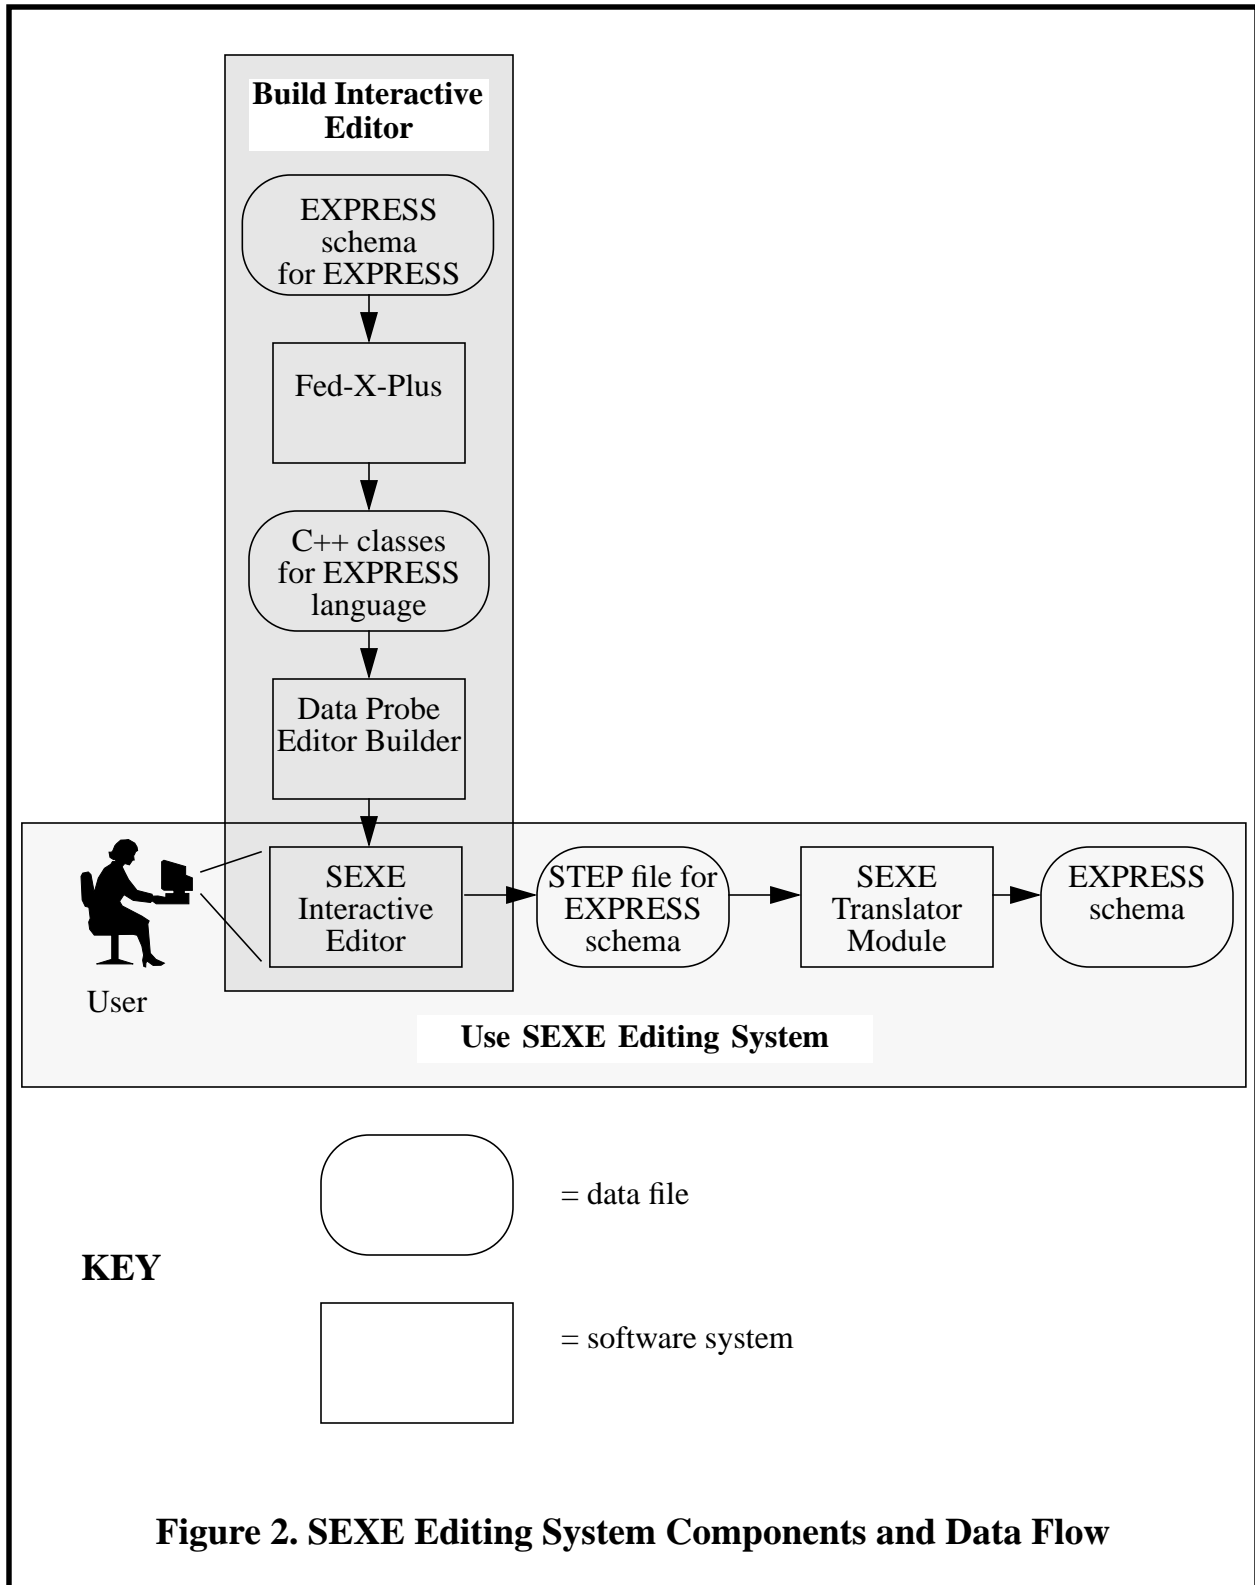 Build Interactive
Editor
EXPRESS
schema
for EXPRESS
Fed-X-Plus
C++ classes
for EXPRESS
language
Data Probe
Editor Builder
User
SEXE
Interactive
Editor
STEP file for
EXPRESS
schema
SEXE
Translator
Module
EXPRESS
schema
Use SEXE Editing System
KEY
= data file
= software system
Figure 2. SEXE Editing System Components and Data Flow